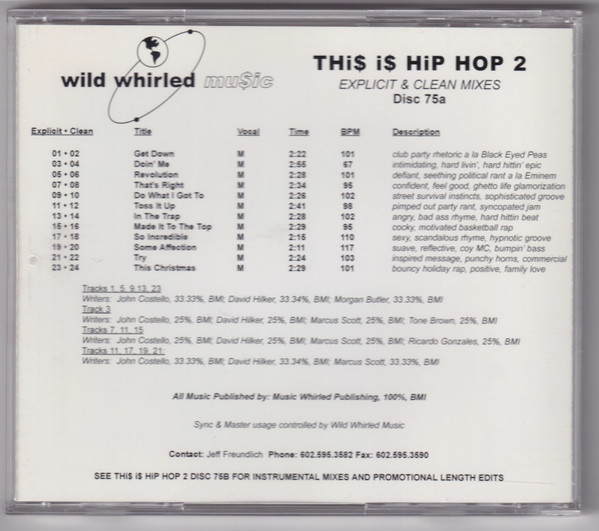 wild whirled mu$ic
THi$ i$ HiP HOP 2
EXPLICIT & CLEAN MIXES
Disc 75a
Explicit • Clean Title Vocal Time BPM Description
01 • 02 Get Down M 2:22 101 club party rhetoric a la Black Eyed Peas
03 • 04 Doin' Me M 2:55 67 intimidating, hard livin', hard hittin' epic
05 • 06 Revolution M 2:28 101 defiant, seething political rant a la Eminem
07 • 08 That's Right M 2:34 95 confident, feel good, ghetto life glamorization
09 • 10 Do What I Got To M 2:26 102 street survival instincts, sophisticated groove
11 • 12 Toss It Up M 2:41 98 pimped out party rant, syncopated jam
13 • 14 In The Trap M 2:28 102 angry, bad ass rhyme, hard hittin beat
15 • 16 Made It To The Top M 2:29 95 cocky, motivated basketball rap
17 • 18 So Incredible M 2:15 110 sexy, scandalous rhyme, hypnotic groove
19 • 20 Some Affection M 2:11 117 suave, reflective, coy MC, bumpin' bass
21 • 22 Try M 2:24 103 inspired message, punchy horns, commercial
23 • 24 This Christmas M 2:29 101 bouncy holiday rap, positive, family love
Tracks 1, 5, 9.13, 23
Writers: John Costello, 33.33%, BMI; David Hilker, 33.34%, BMI; Morgan Butler, 33.33%, BMI
Track 3
Writers: John Costello, 25%, BMI; David Hilker, 25%, BMI; Marcus Scott, 25%, BMI; Tone Brown, 25%, BMI
Tracks 7, 11, 15
Writers: John Costello, 25%, BMI; David Hilker, 25%, BMI; Marcus Scott, 25%, BMI; Ricardo Gonzales, 25%, BMI
Tracks 11, 17, 19, 21:
Writers: John Costello, 33.33%, BMI; David Hilker, 33.34%, BMI; Marcus Scott, 33.33%, BMI
All Music Published by: Music Whirled Publishing, 100%, BMI
Sync & Master usage controlled by Wild Whirled Music
Contact: Jeff Freundlich Phone: 602.595.3582 Fax: 602.595.3590
SEE THi$ i$ HiP HOP 2 DISC 75B FOR INSTRUMENTAL MIXES AND PROMOTIONAL LENGTH EDITS